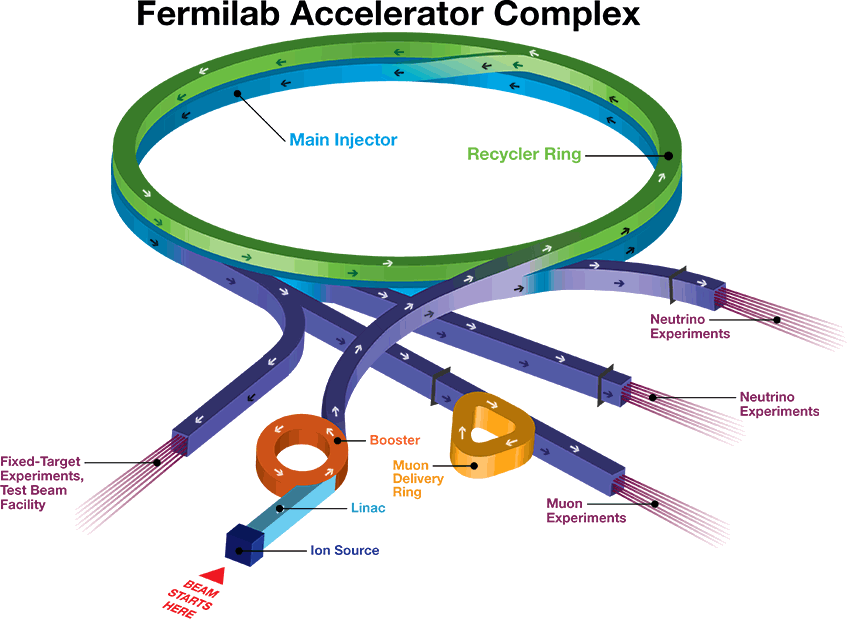 Fermilab Accelerator Complex
Main Injector
Recycler Ring
Neutrino
Experiments
Neutrino
Experiments
Booster
Muon
Delivery
Ring
Fixed-Target
Experiments,
Test Beam
Facility
Linac
Muon
Experiments
Ion Source
BEAM
STARTS
HERE